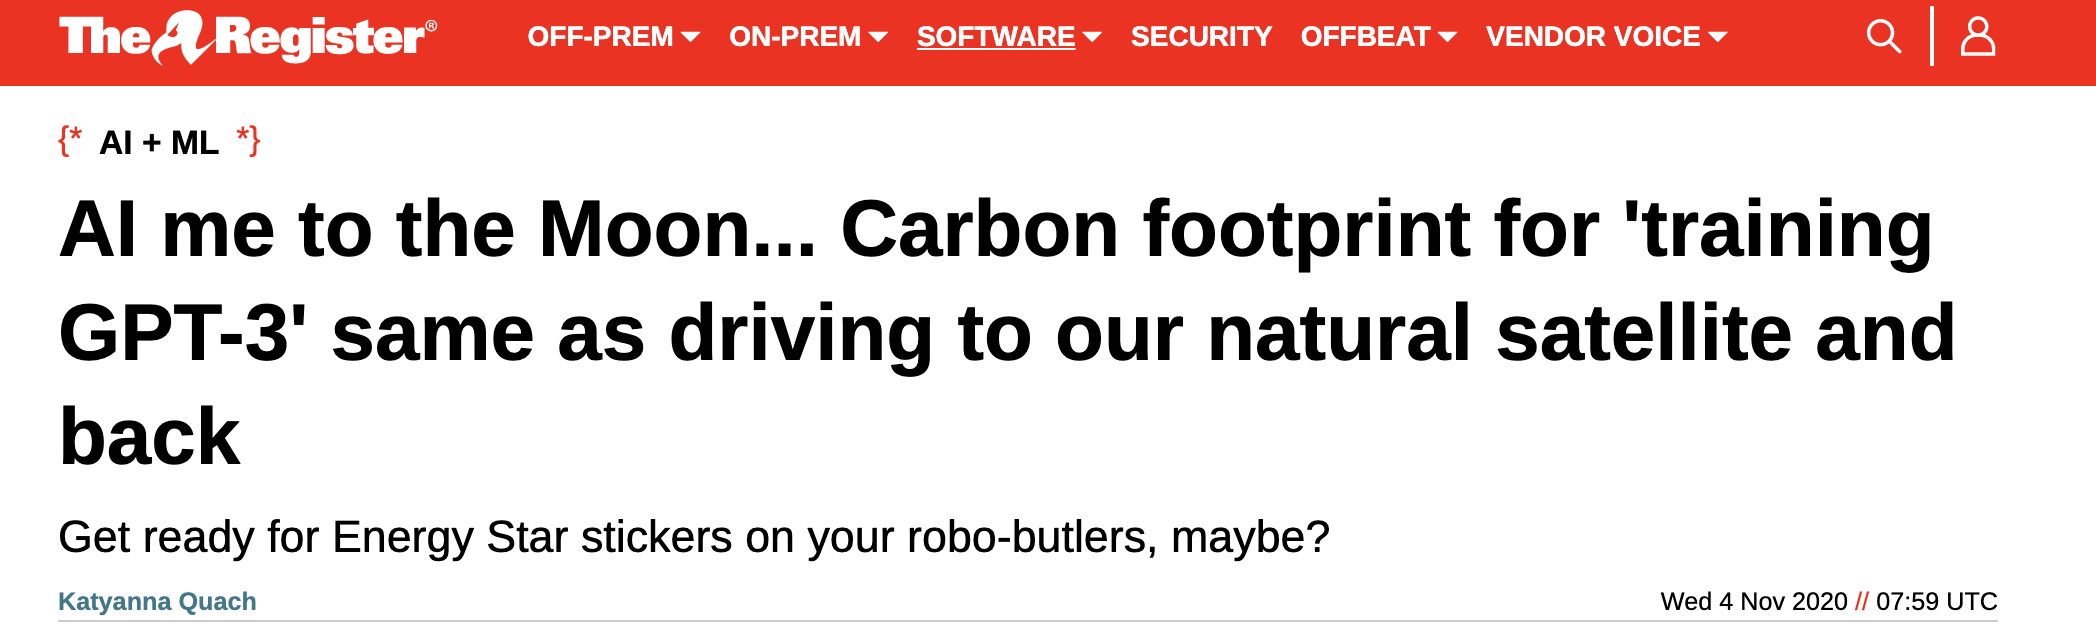 The Register®
OFF-PREM ON-PREM SOFTWARE SECURITY OFFBEAT VENDOR VOICE
{* AI + ML *}
AI me to the Moon... Carbon footprint for 'training
GPT-3' same as driving to our natural satellite and
back
Get ready for Energy Star stickers on your robo-butlers, maybe?
Katyanna Quach
Wed 4 Nov 2020 // 07:59 UTC